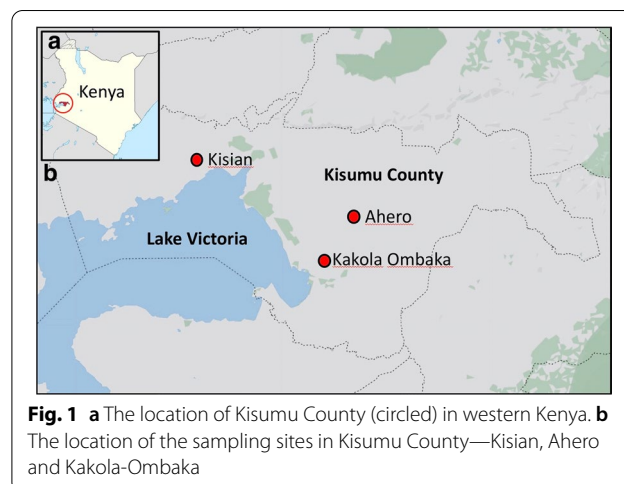 a
Kenya
b
Kisian
Kisumu County
Ahero
Lake Victoria
Kakola Ombaka
Fig. 1 a The location of Kisumu County (circled) in western Kenya. b
The location of the sampling sites in Kisumu County—Kisian, Ahero
and Kakola-Ombaka